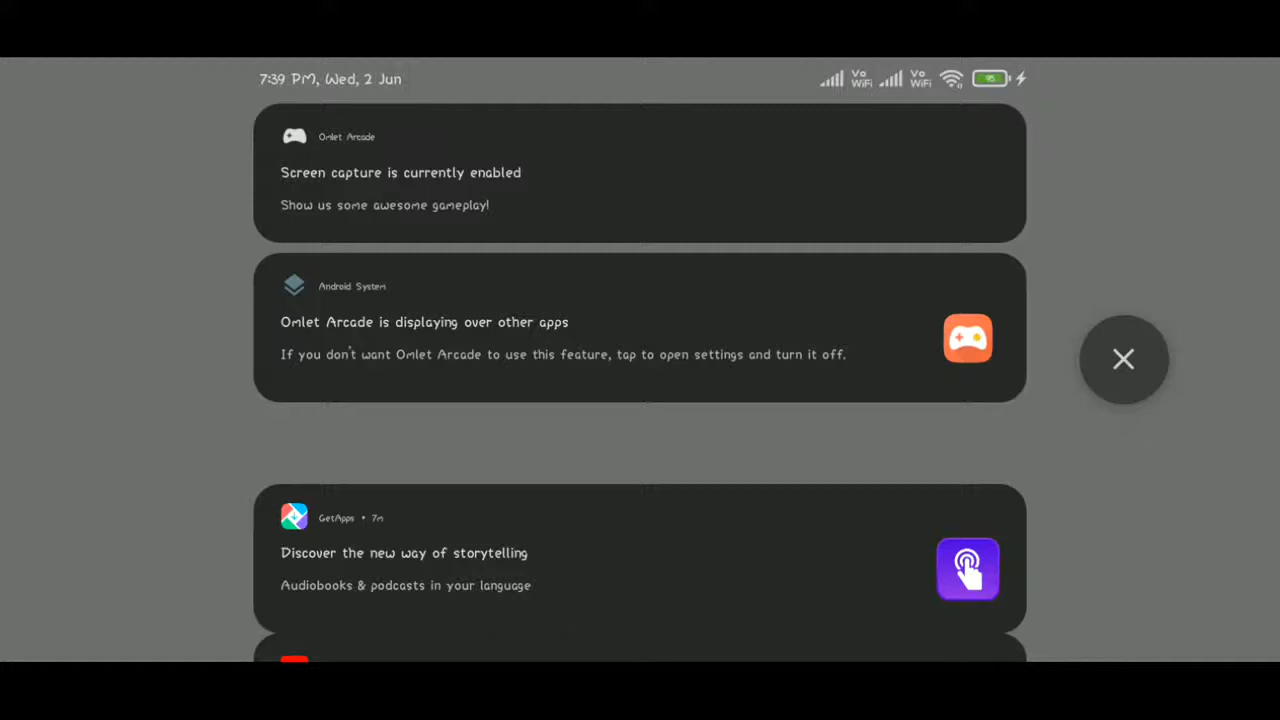 7:39 PM, Wed, 2 Jun
Vo WiFi Vo WiFi 95
Omlet Arcade
Screen capture is currently enabled
Show us some awesome gameplay!
Android System
Omlet Arcade is displaying over other apps
If you don't want Omlet Arcade to use this feature, tap to open settings and turn it off.
GetApps • 7m
Discover the new way of storytelling
Audiobooks & podcasts in your language